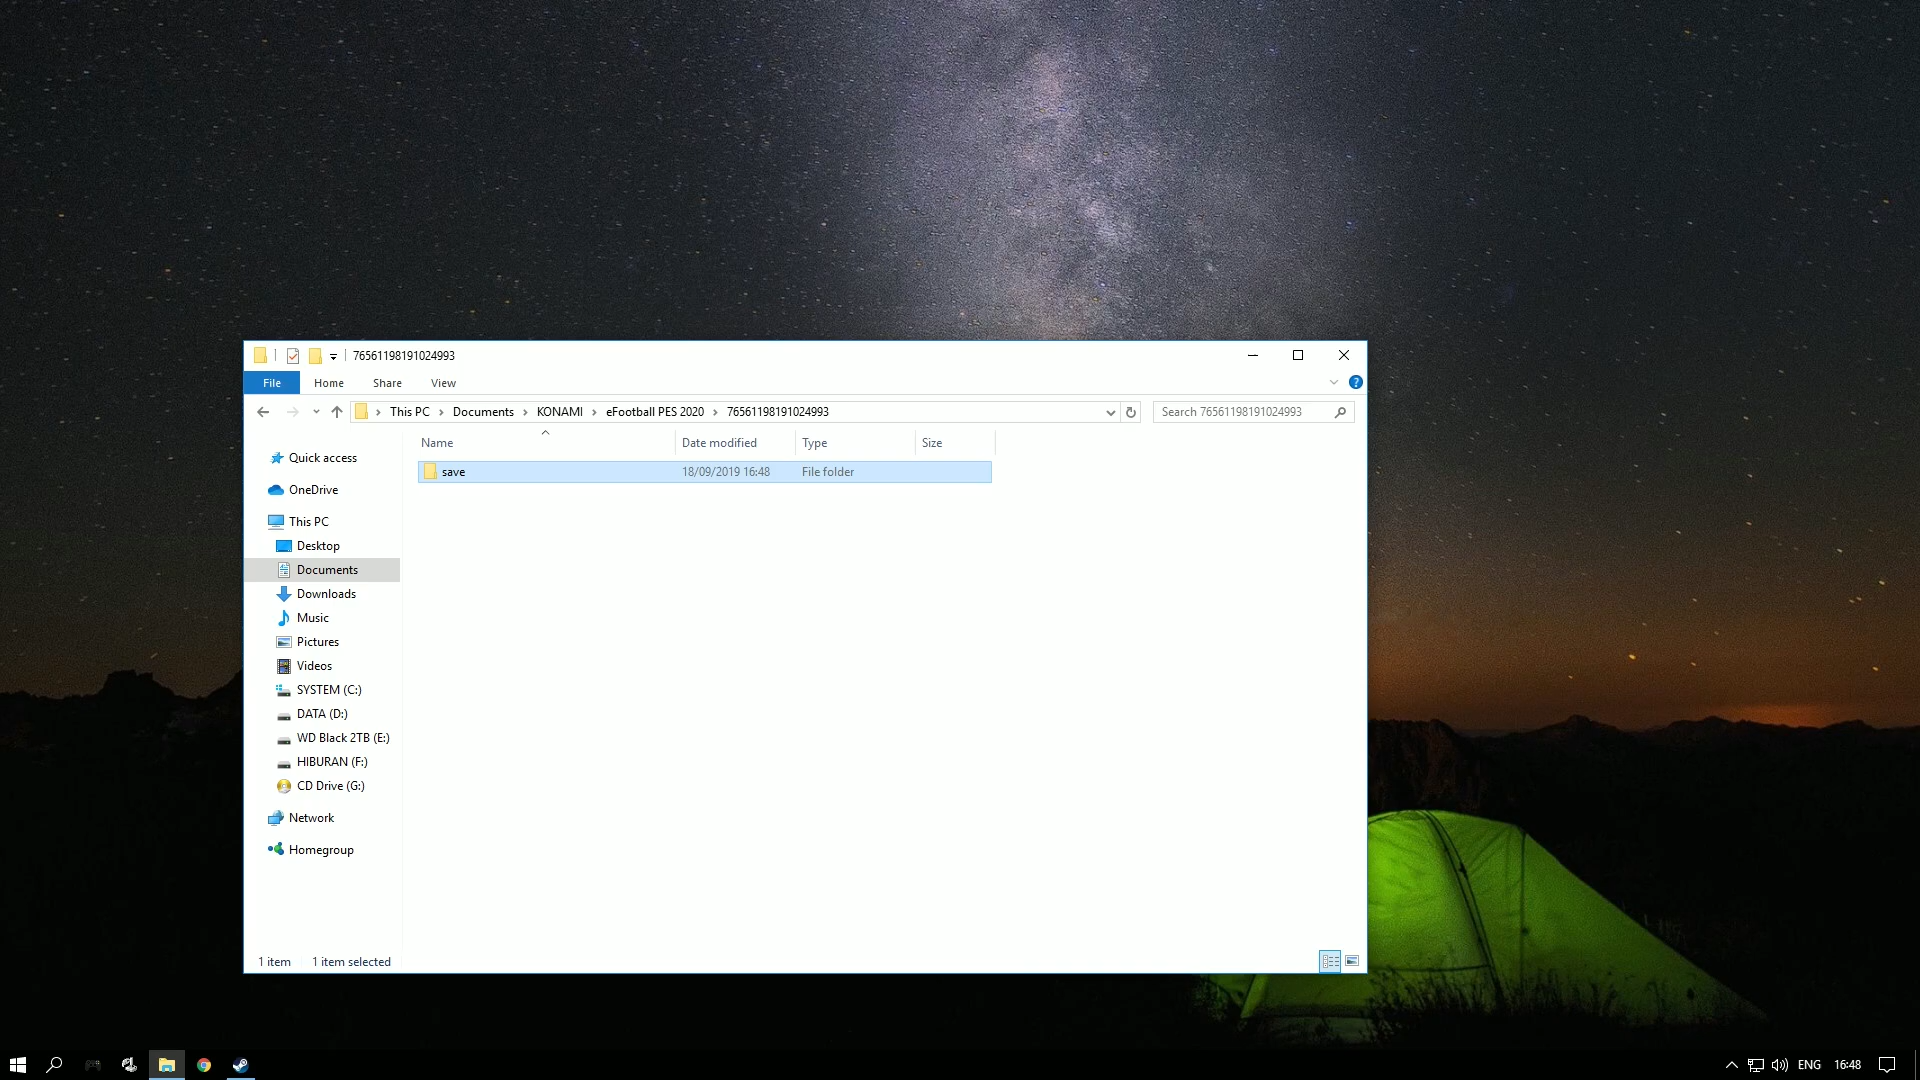 76561198191024993
File Home Share View
This PC Documents KONAMI eFootball PES 2020 76561198191024993 Search 76561198191024993
Name Date modified Type Size
save 18/09/2019 16:48 File folder
Quick access
OneDrive
This PC
Desktop
Documents
Downloads
Music
Pictures
Videos
SYSTEM (C:)
DATA (D:)
WD Black 2TB (E:)
HIBURAN (F:)
CD Drive (G:)
Network
Homegroup
1 item 1 item selected
ENG 16:48